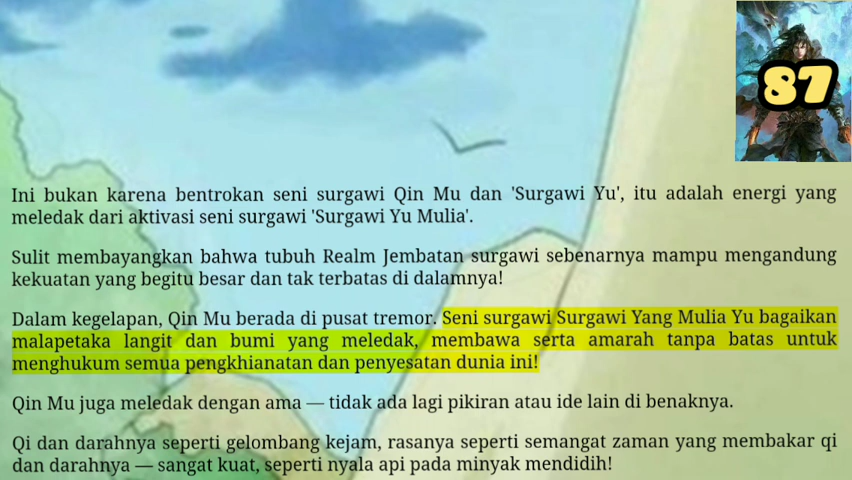 87
Ini bukan karena bentrokan seni surgawi Qin Mu dan 'Surgawi Yu', itu adalah energi yang
meledak dari aktivasi seni surgawi 'Surgawi Yu Mulia'.
Sulit membayangkan bahwa tubuh Realm Jembatan surgawi sebenarnya mampu mengandung
kekuatan yang begitu besar dan tak terbatas di dalamnya!
Dalam kegelapan, Qin Mu berada di pusat tremor. Seni surgawi Surgawi Yang Mulia Yu bagaikan
malapetaka langit dan bumi yang meledak, membawa serta amarah tanpa batas untuk
menghukum semua pengkhianatan dan penyesatan dunia ini!
Qin Mu juga meledak dengan ama — tidak ada lagi pikiran atau ide lain di benaknya.
Qi dan darahnya seperti gelombang kejam, rasanya seperti semangat zaman yang membakar qi
dan darahnya — sangat kuat, seperti nyala api pada minyak mendidih!